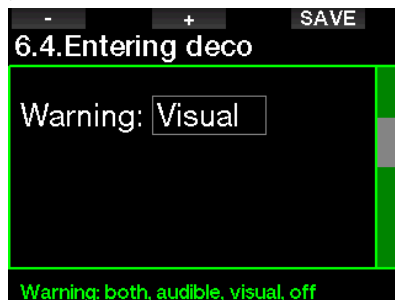 - + SAVE
6.4.Entering deco
Warning: Visual
Warning: both, audible, visual, off